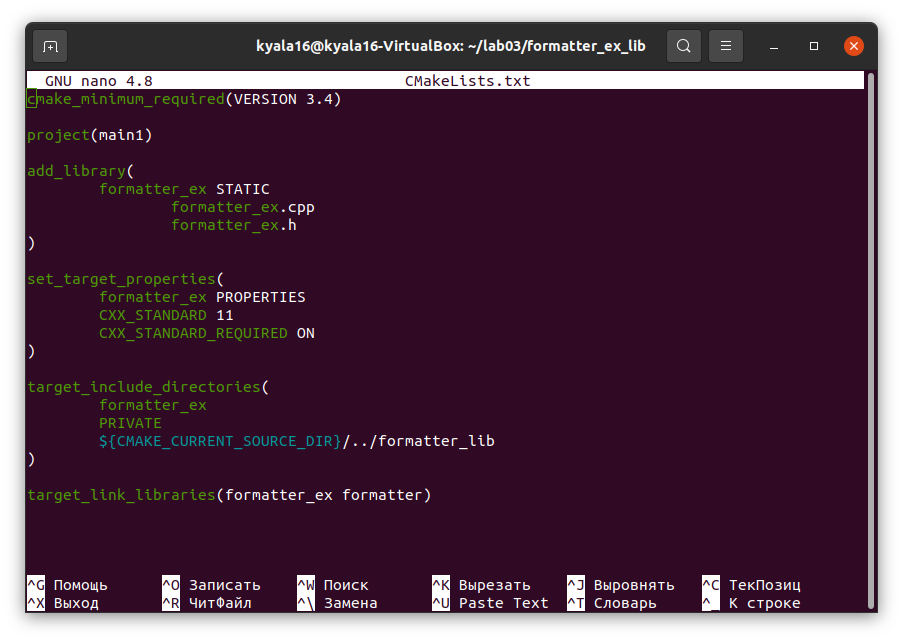 kyala16@kyala16-VirtualBox: ~/lab03/formatter_ex_lib
GNU nano 4.8 CMakeLists.txt
cmake_minimum_required(VERSION 3.4)
project(main1)
add_library(
formatter_ex STATIC
formatter_ex.cpp
formatter_ex.h
)
set_target_properties(
formatter_ex PROPERTIES
CXX_STANDARD 11
CXX_STANDARD_REQUIRED ON
)
target_include_directories(
formatter_ex
PRIVATE
${CMAKE_CURRENT_SOURCE_DIR}/../formatter_lib
)
target_link_libraries(formatter_ex formatter)
^G Помощь ^O Записать ^W Поиск ^K Вырезать ^J Выровнять ^C ТекПозиц
^X Выход ^R ЧитФайл ^\ Замена ^U Paste Text ^T Словарь ^_ К строке